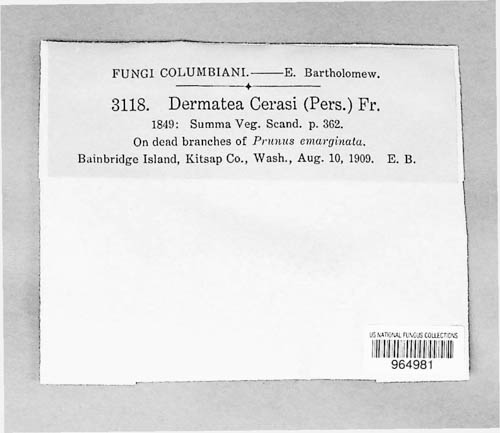 FUNGI COLUMBIANI.——E. Bartholomew.
3118. Dermatea Cerasi (Pers.) Fr.
1849: Summa Veg. Scand. p. 362.
On dead branches of Prunus emarginata.
Bainbridge Island, Kitsap Co., Wash., Aug. 10, 1909. E. B.
US NATIONAL FUNGUS COLLECTIONS
964981